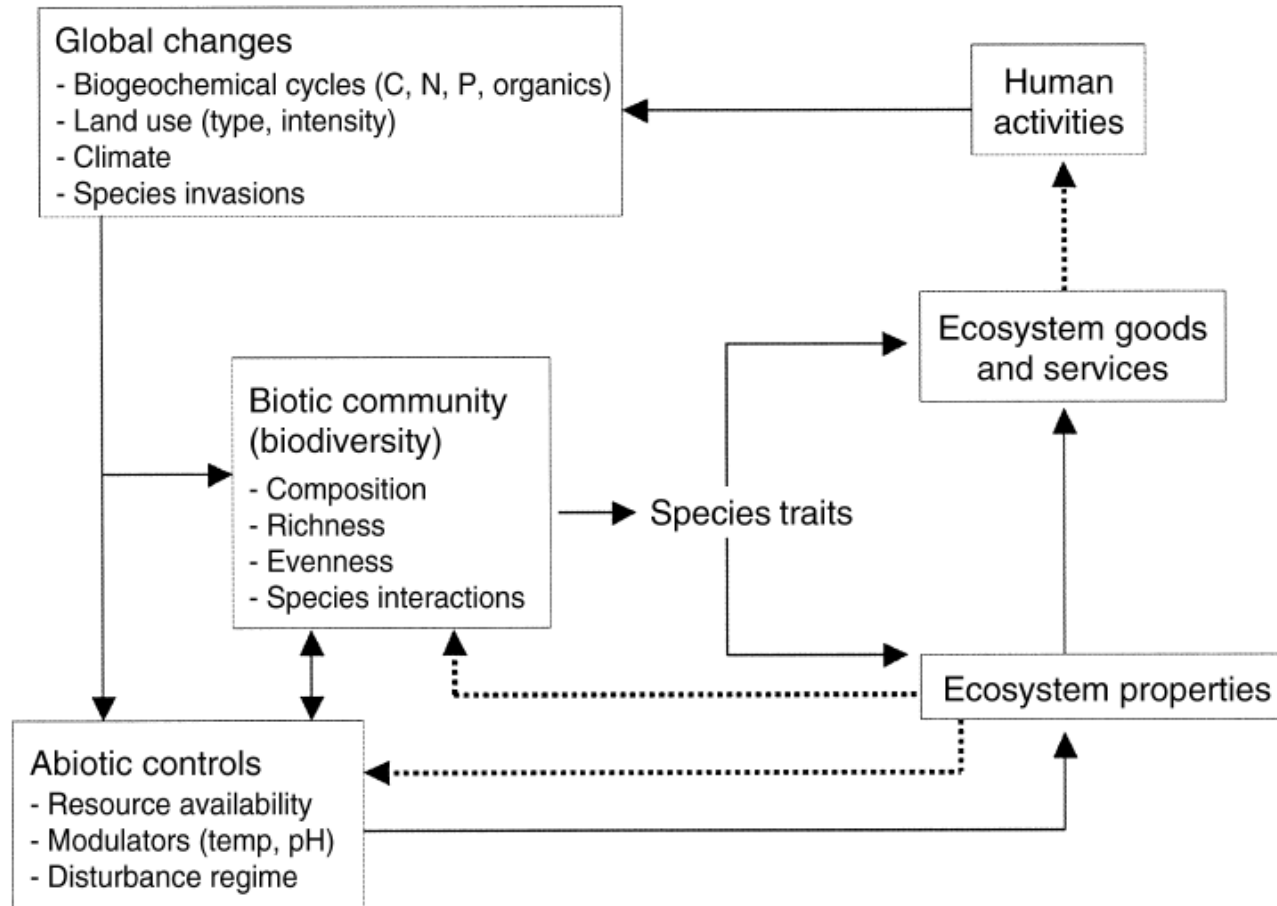 Global changes
- Biogeochemical cycles (C, N, P, organics)
- Land use (type, intensity)
- Climate
- Species invasions
Human
activities
Ecosystem goods
and services
Biotic community
(biodiversity)
- Composition
- Richness
- Evenness
- Species interactions
Species traits
Ecosystem properties
Abiotic controls
- Resource availability
- Modulators (temp, pH)
- Disturbance regime